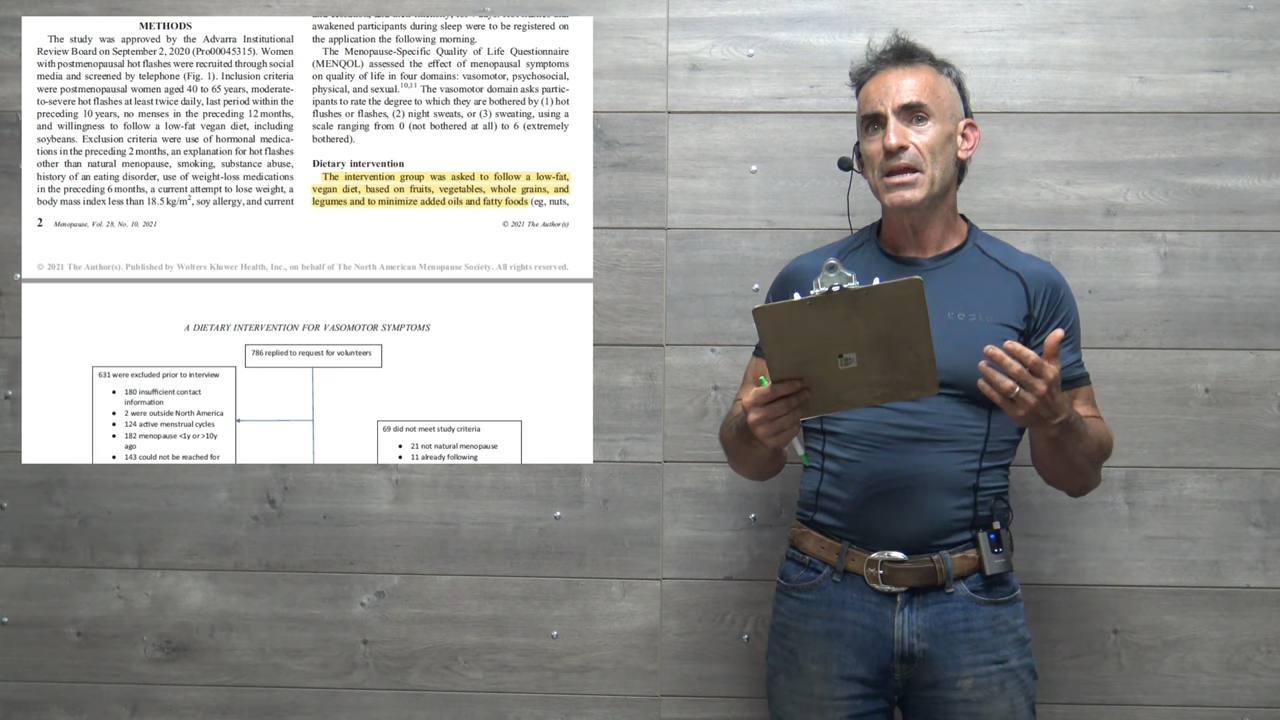 METHODS
The study was approved by the Advarra Institutional
Review Board on September 2, 2020 (Pro00045315). Women
with postmenopausal hot flashes were recruited through social
media and screened by telephone (Fig. 1). Inclusion criteria
were postmenopausal women aged 40 to 65 years, moderate-
to-severe hot flashes at least twice daily, last period within the
preceding 10 years, no menses in the preceding 12 months,
and willingness to follow a low-fat vegan diet, including
soybeans. Exclusion criteria were use of hormonal medica-
tions in the preceding 2 months, an explanation for hot flashes
other than natural menopause, smoking, substance abuse,
history of an eating disorder, use of weight-loss medications
in the preceding 6 months, a current attempt to lose weight, a
body mass index less than 18.5 kg/m², soy allergy, and current
awakened participants during sleep were to be registered on
the application the following morning.
The Menopause-Specific Quality of Life Questionnaire
(MENQOL) assessed the effect of menopausal symptoms
on quality of life in four domains: vasomotor, psychosocial,
physical, and sexual.10,11 The vasomotor domain asks partic-
ipants to rate the degree to which they are bothered by (1) hot
flushes or flashes, (2) night sweats, or (3) sweating, using a
scale ranging from 0 (not bothered at all) to 6 (extremely
bothered).
Dietary intervention
The intervention group was asked to follow a low-fat,
vegan diet, based on fruits, vegetables, whole grains, and
legumes and to minimize added oils and fatty foods (eg, nuts,
2 Menopause, Vol. 28, No. 10, 2021
© 2021 The Author(s)
© 2021 The Author(s). Published by Wolters Kluwer Health, Inc., on behalf of The North American Menopause Society. All rights reserved.
A DIETARY INTERVENTION FOR VASOMOTOR SYMPTOMS
786 replied to request for volunteers
631 were excluded prior to interview
• 180 insufficient contact
information
• 2 were outside North America
• 124 active menstrual cycles
• 182 menopause <1y or >10y
ago
• 143 could not be reached for
69 did not meet study criteria
• 21 not natural menopause
• 11 already following